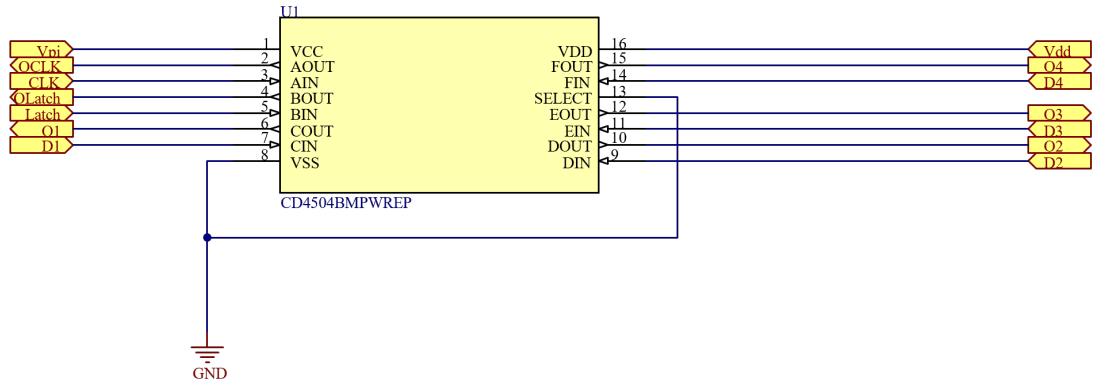 U1
Vpi 1 VCC VDD 16 Vdd
OCLK 2 AOUT FOUT 15 O4
CLK 3 AIN FIN 14 D4
OLatch 4 BOUT SELECT 13
Latch 5 BIN EOUT 12 O3
O1 6 COUT EIN 11 D3
D1 7 CIN DOUT 10 O2
8 VSS DIN 9 D2
CD4504BMPWREP
GND